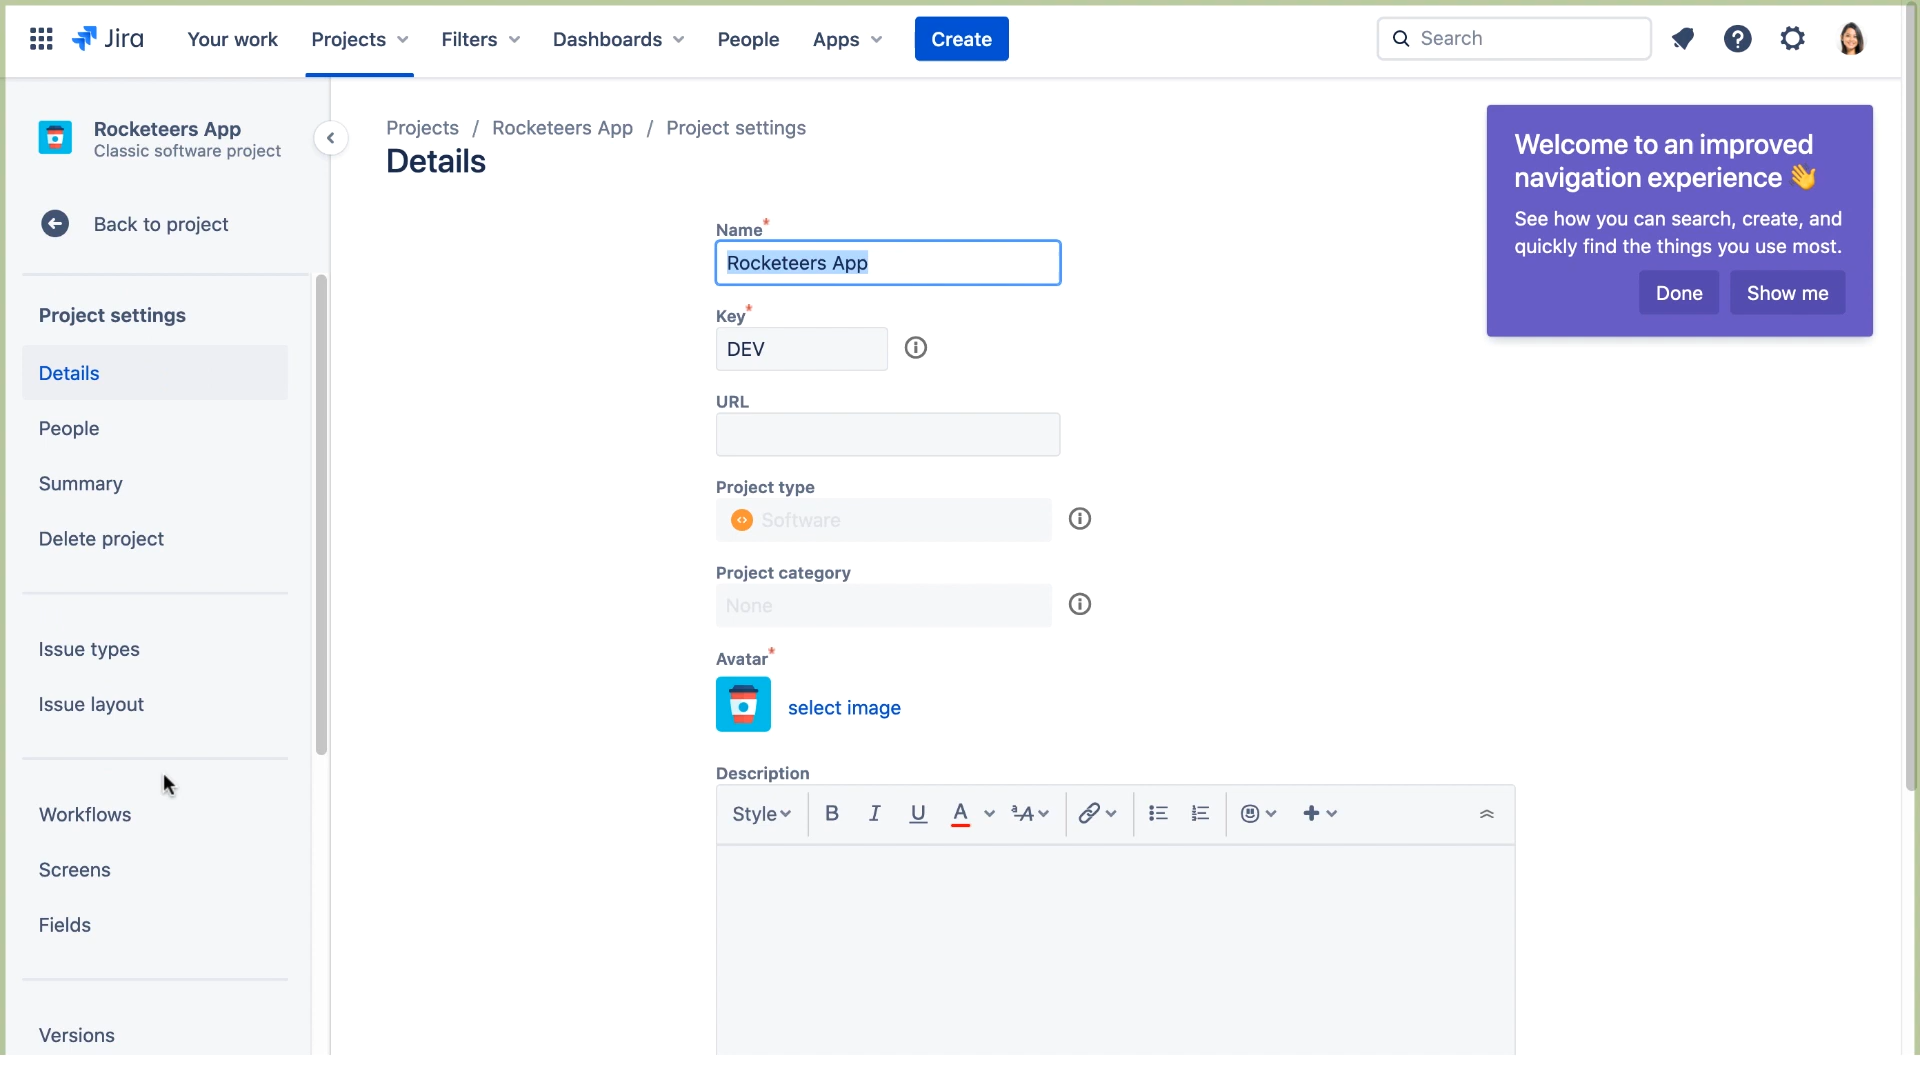 Jira
Your work
Projects
Filters
Dashboards
People
Apps
Create
Search
Rocketeers App
Classic software project
Back to project
Project settings
Details
People
Summary
Delete project
Issue types
Issue layout
Workflows
Screens
Fields
Versions
Projects / Rocketeers App / Project settings
Details
Name*
Rocketeers App
Key*
DEV
URL
Project type
Software
Project category
None
Avatar*
select image
Description
Style
B I U A ᵃA
Welcome to an improved
navigation experience 👋
See how you can search, create, and
quickly find the things you use most.
Done
Show me